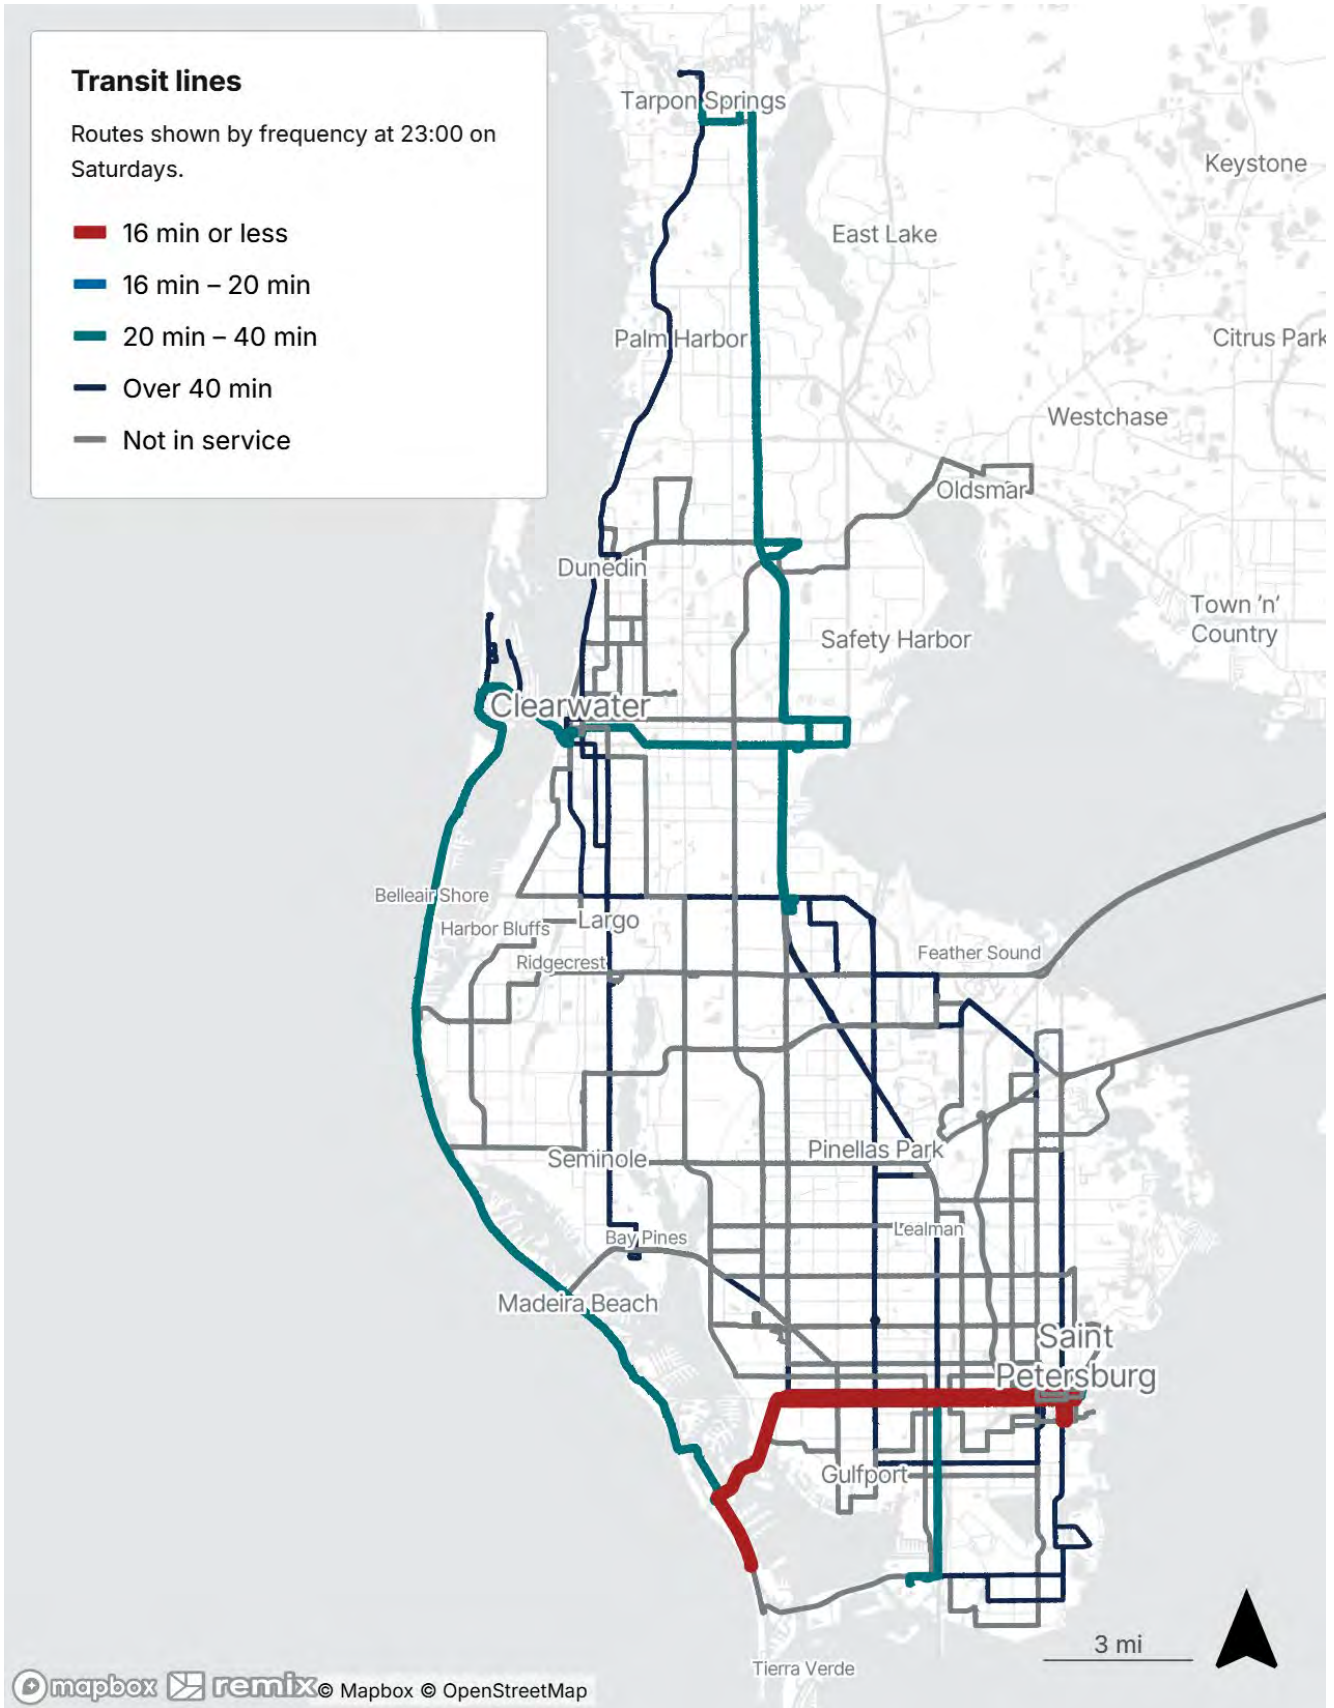 Transit lines
Routes shown by frequency at 23:00 on
Saturdays.
16 min or less
16 min – 20 min
20 min – 40 min
Over 40 min
Not in service
Tarpon Springs
Keystone
East Lake
Palm Harbor
Citrus Park
Westchase
Oldsmar
Dunedin
Town 'n'
Country
Safety Harbor
Clearwater
Belleair Shore
Largo
Harbor Bluffs
Feather Sound
Ridgecrest
Pinellas Park
Seminole
Lealman
Bay Pines
Madeira Beach
Saint
Petersburg
Gulfport
3 mi
Tierra Verde
mapbox remix © Mapbox © OpenStreetMap